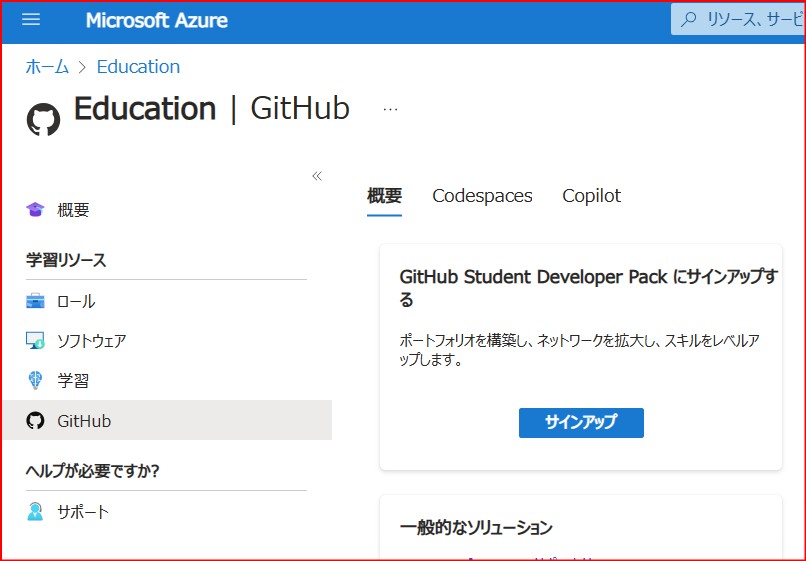 Microsoft Azure
リソース、サービ
ホーム > Education
Education | GitHub ...
«
概要
学習リソース
ロール
ソフトウェア
学習
GitHub
ヘルプが必要ですか?
サポート
概要 Codespaces Copilot
GitHub Student Developer Pack にサインアップす
る
ポートフォリオを構築し、ネットワークを拡大し、スキルをレベルア
ップします。
サインアップ
一般的なソリューション